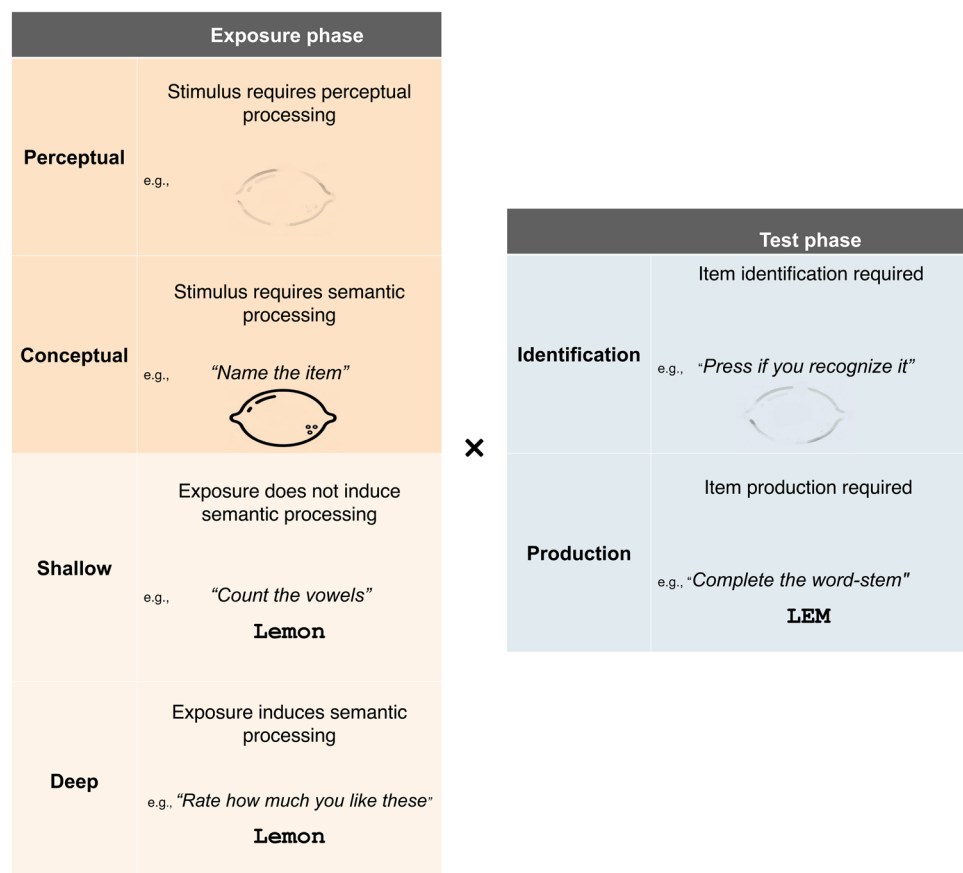 Exposure phase
Perceptual
Stimulus requires perceptual
processing
e.g.,
Conceptual
Stimulus requires semantic
processing
e.g., “Name the item”
Shallow
Exposure does not induce
semantic processing
e.g., “Count the vowels”
Lemon
Deep
Exposure induces semantic
processing
e.g., “Rate how much you like these”
Lemon
×
Test phase
Identification
Item identification required
e.g., “Press if you recognize it”
Production
Item production required
e.g., “Complete the word-stem"
LEM